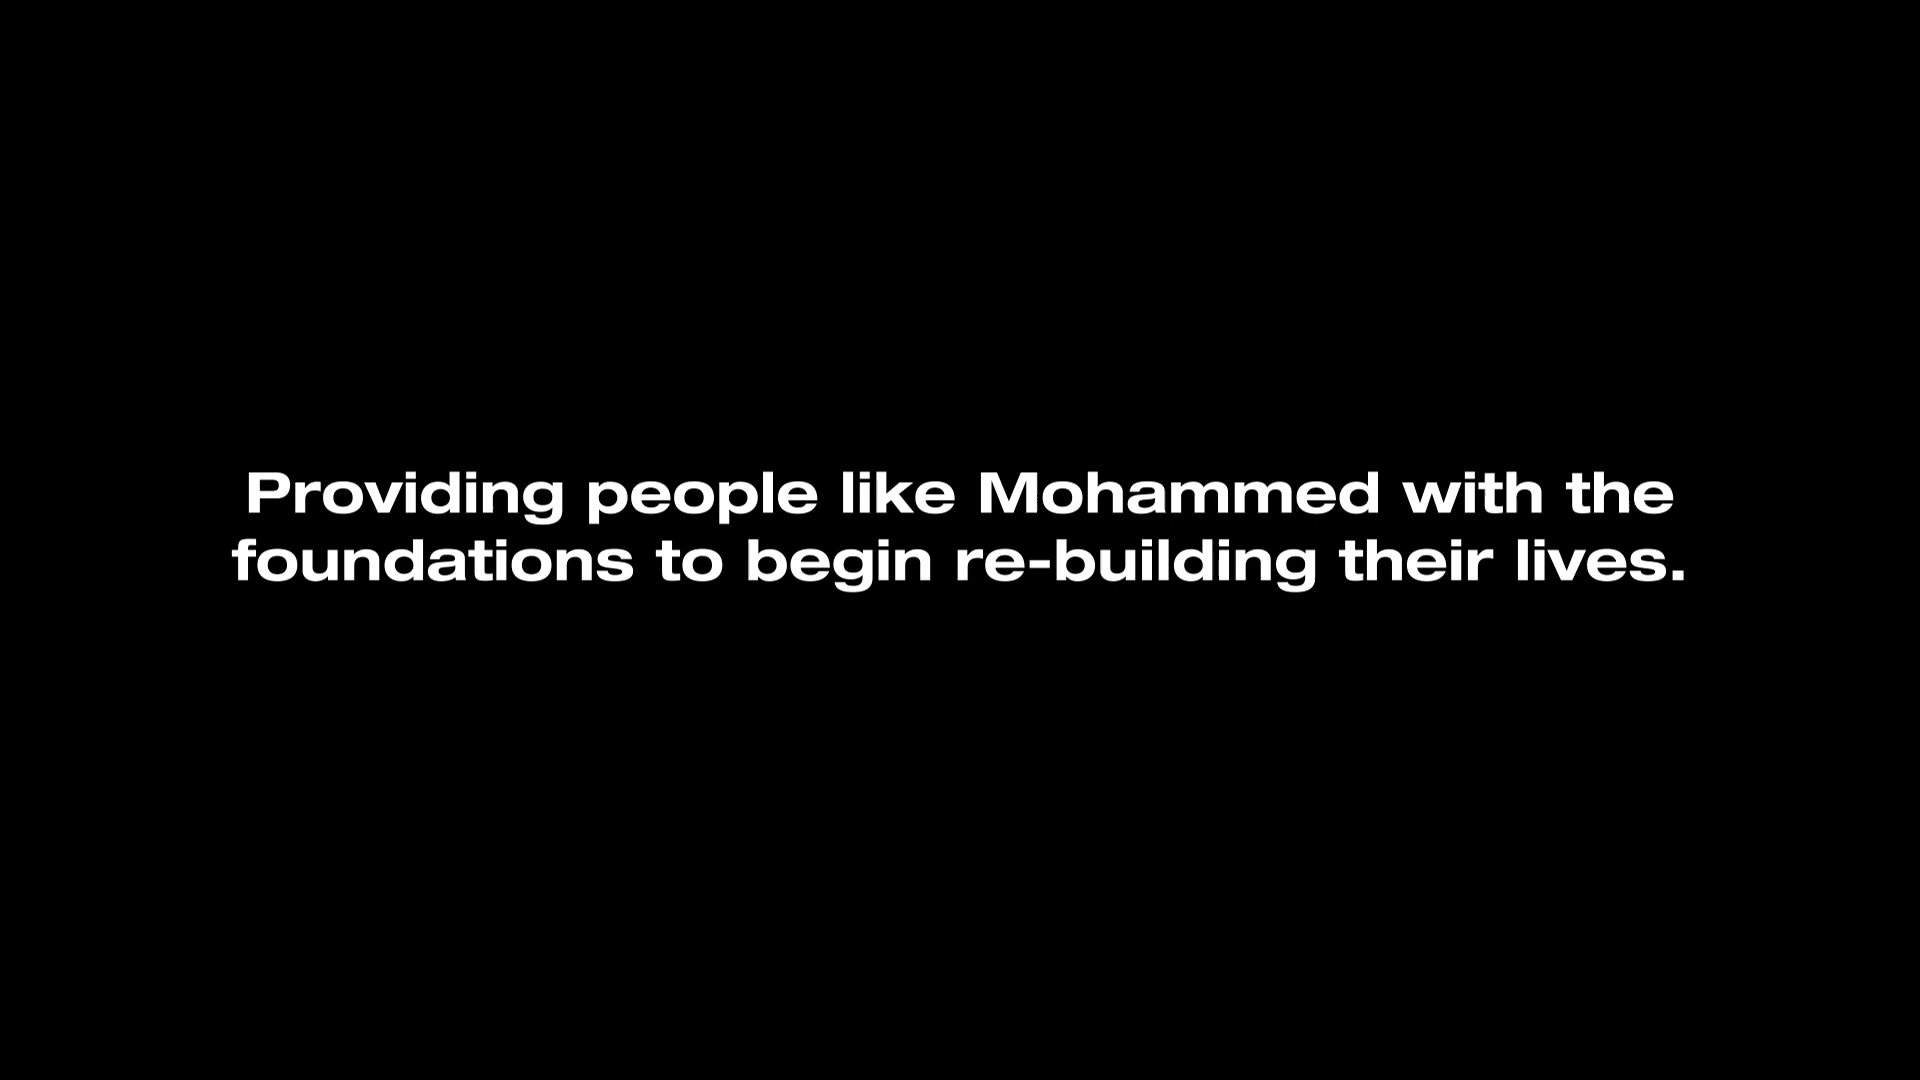 Providing people like Mohammed with the
foundations to begin re-building their lives.